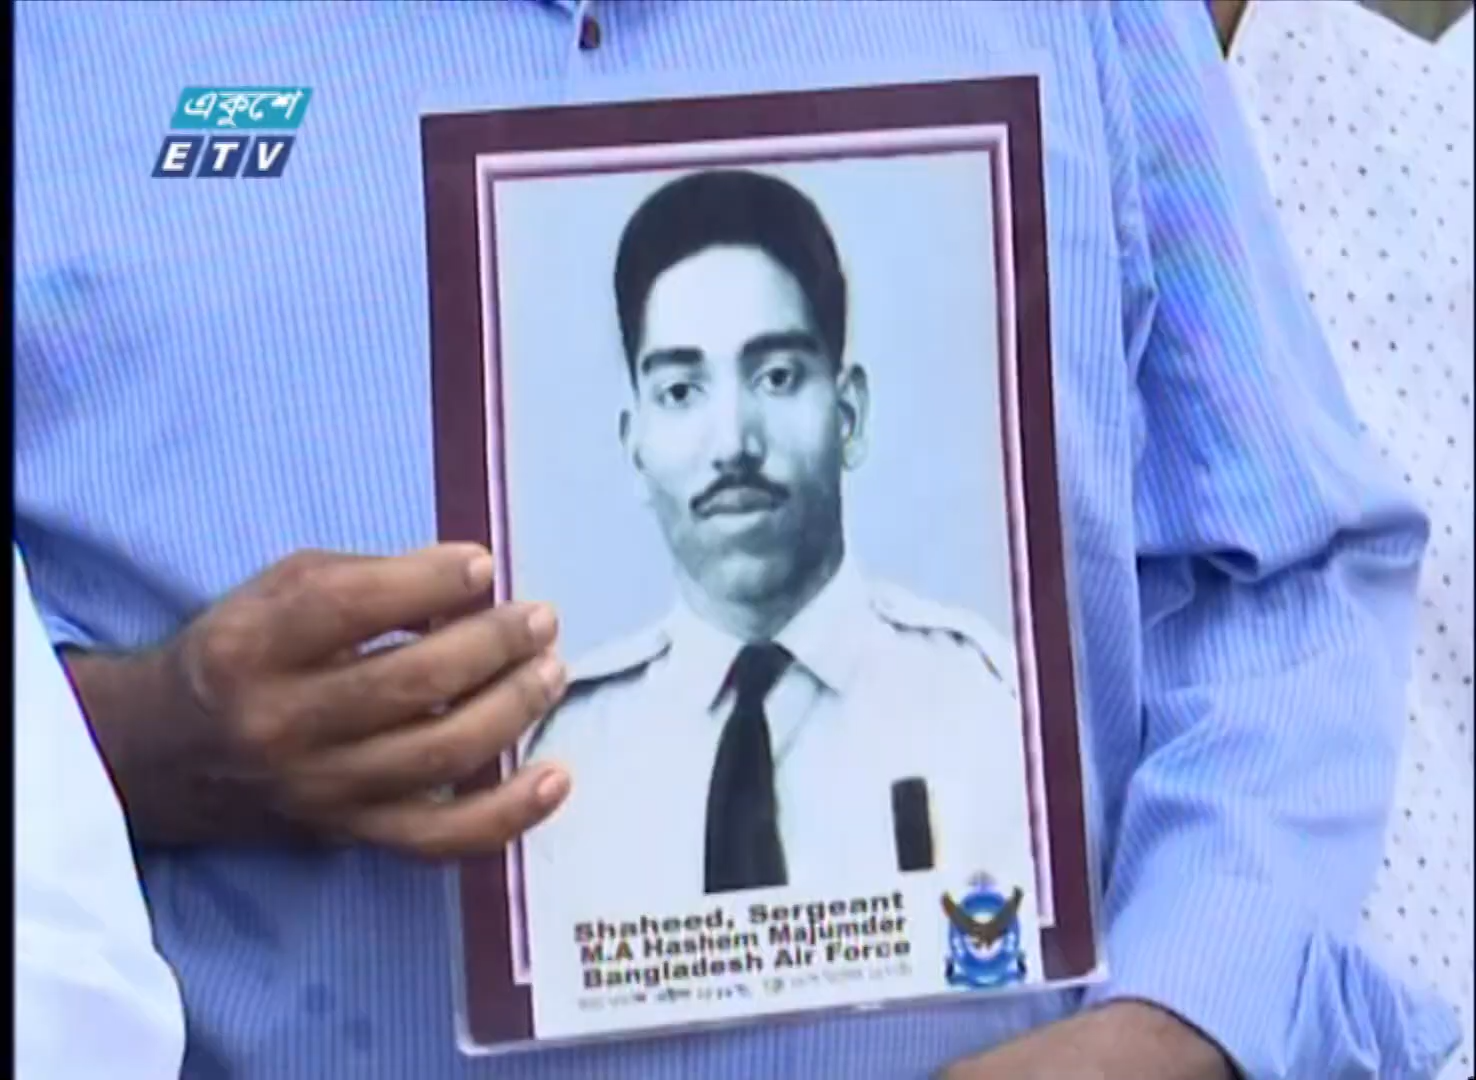 একুশে
ETV
Shaheed, Sergeant
M.A Hashem Majumder
Bangladesh Air Force